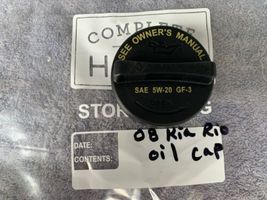 COMPLETE
H
SEE OWNER'S MANUAL
SAE 5W-20 GF-3
STOR G
08 Kia Rio
oil cap
DATE:
CONTENTS: